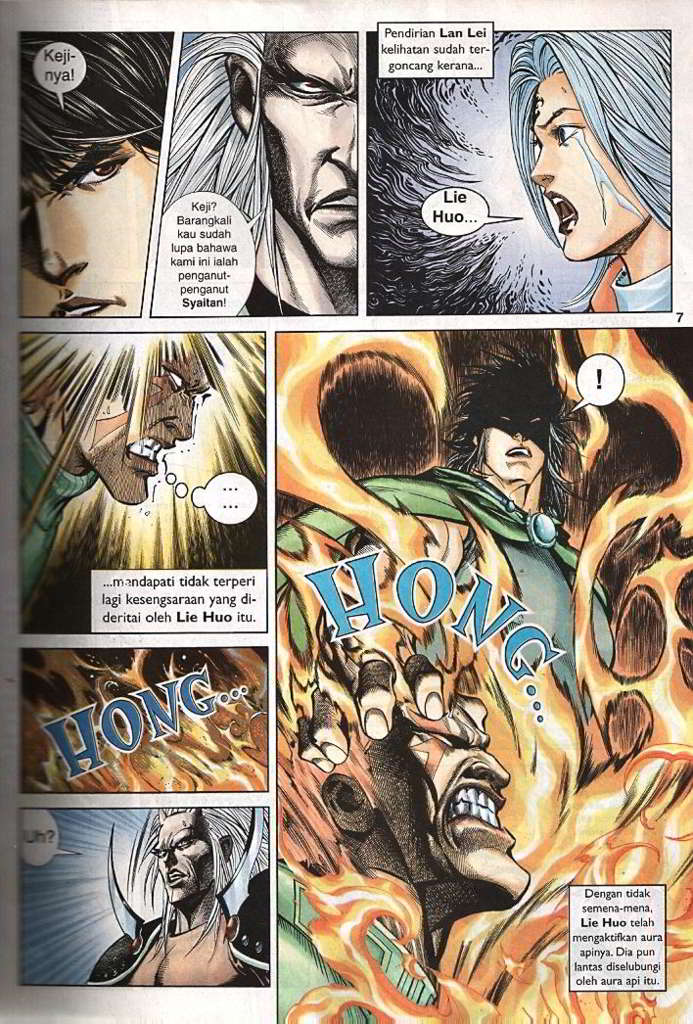 Keji-
nya!
Keji?
Barangkali
kau sudah
lupa bahawa
kami ini ialah
penganut-
penganut
Syaitan!
Pendirian Lan Lei
kelihatan sudah ter-
goncang kerana...
Lie
Huo...
7
... ...
...mendapati tidak terperi
lagi kesengsaraan yang di-
deritai oleh Lie Huo itu.
HONG...
Uh?
!
HONG...
Dengan tidak
semena-mena,
Lie Huo telah
mengaktifkan aura
apinya. Dia pun
lantas diselubungi
oleh aura api itu.